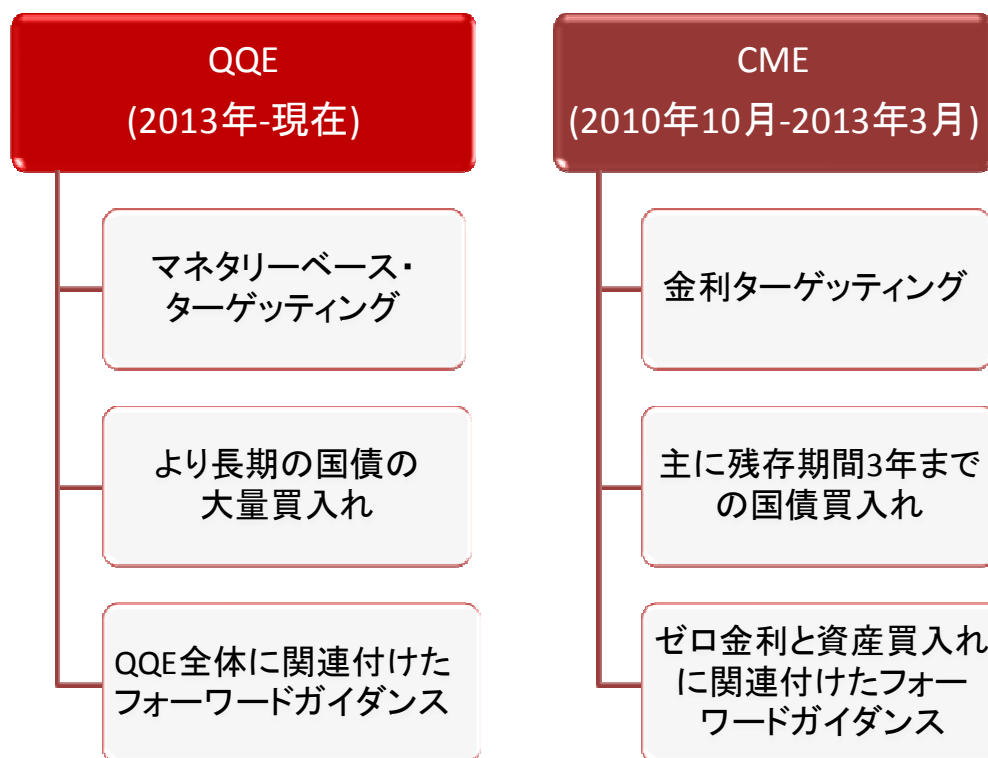 QQE
(2013年-現在)
マネタリーベース・
ターゲッティング
より長期の国債の
大量買入れ
QQE全体に関連付けた
フォーワードガイダンス
CME
(2010年10月-2013年3月)
金利ターゲッティング
主に残存期間3年まで
の国債買入れ
ゼロ金利と資産買入れ
に関連付けたフォー
ワードガイダンス